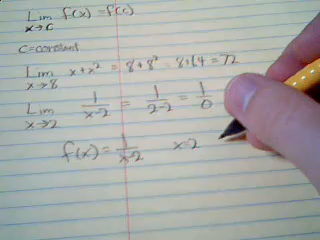 Lim x→c f(x) = f(c)
c=constant
Lim x→8 x+x² = 8+8² = 8+64 = 72
Lim x→2 1/(x-2) = 1/(2-2) = 1/0
f(x) = 1/(x-2) x=2